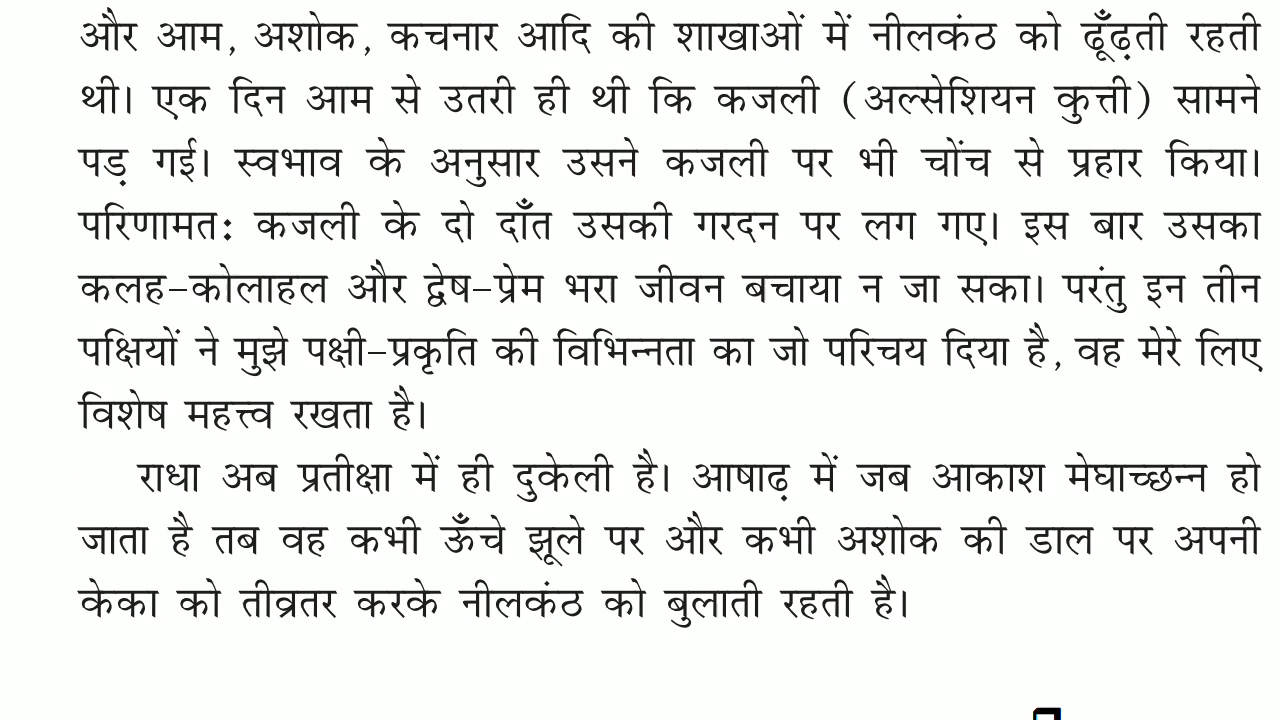 और आम, अशोक, कचनार आदि की शाखाओं में नीलकंठ को ढूँढ़ती रहती
थी। एक दिन आम से उतरी ही थी कि कजली (अल्सेशियन कुत्ती) सामने
पड़ गई। स्वभाव के अनुसार उसने कजली पर भी चोंच से प्रहार किया।
परिणामतः कजली के दो दाँत उसकी गरदन पर लग गए। इस बार उसका
कलह-कोलाहल और द्वेष-प्रेम भरा जीवन बचाया न जा सका। परंतु इन तीन
पक्षियों ने मुझे पक्षी-प्रकृति की विभिन्नता का जो परिचय दिया है, वह मेरे लिए
विशेष महत्त्व रखता है।
राधा अब प्रतीक्षा में ही दुकेली है। आषाढ़ में जब आकाश मेघाच्छन्न हो
जाता है तब वह कभी ऊँचे झूले पर और कभी अशोक की डाल पर अपनी
केका को तीव्रतर करके नीलकंठ को बुलाती रहती है।